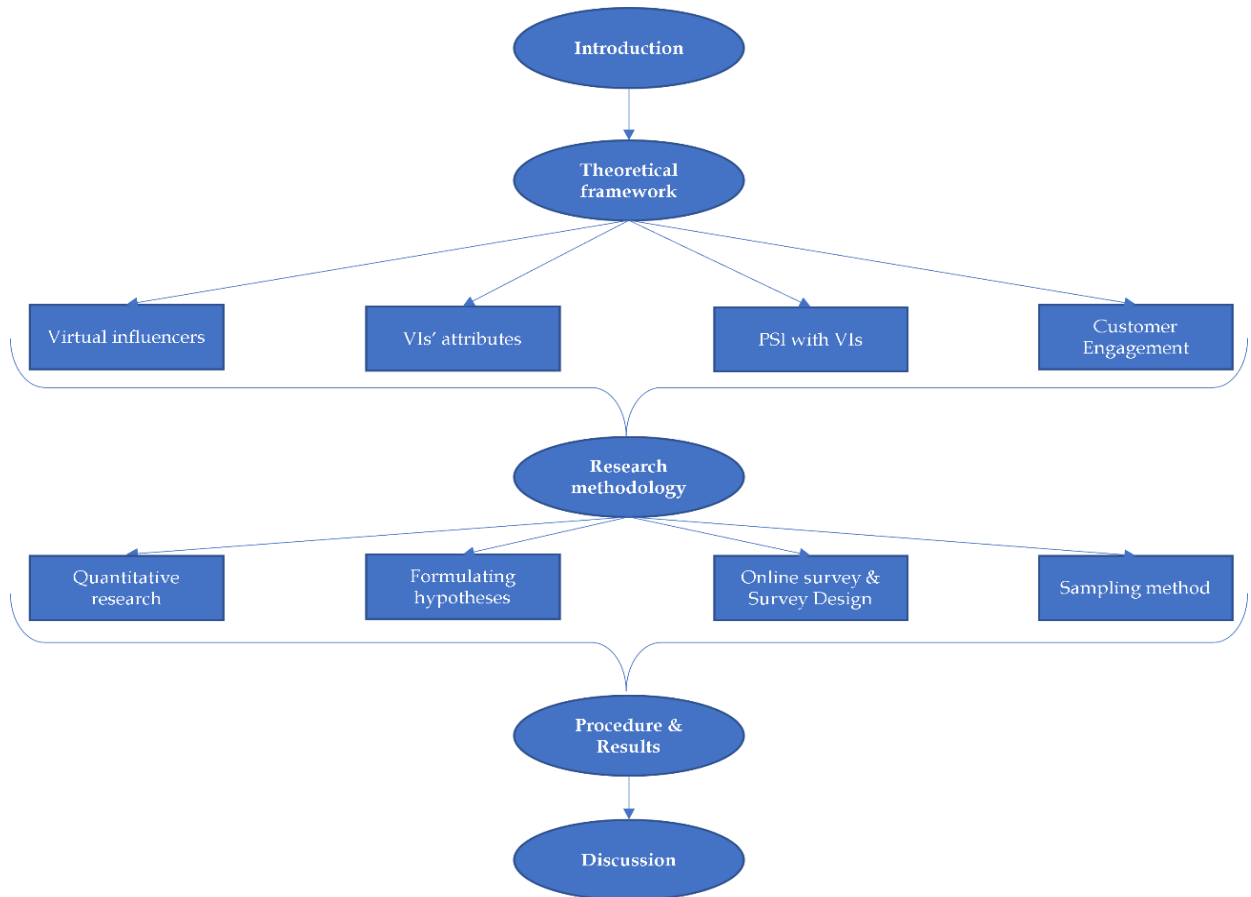 Introduction
Theoretical
framework
Virtual influencers
VIs' attributes
PSI with VIs
Customer
Engagement
Research
methodology
Quantitative
research
Formulating
hypotheses
Online survey &
Survey Design
Sampling method
Procedure &
Results
Discussion